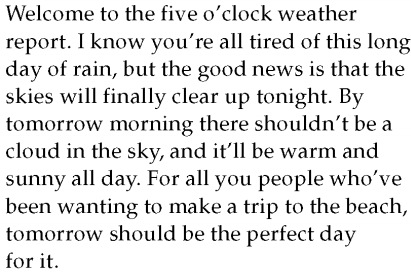 Welcome to the five o’clock weather
report. I know you’re all tired of this long
day of rain, but the good news is that the
skies will finally clear up tonight. By
tomorrow morning there shouldn’t be a
cloud in the sky, and it’ll be warm and
sunny all day. For all you people who’ve
been wanting to make a trip to the beach,
tomorrow should be the perfect day
for it.